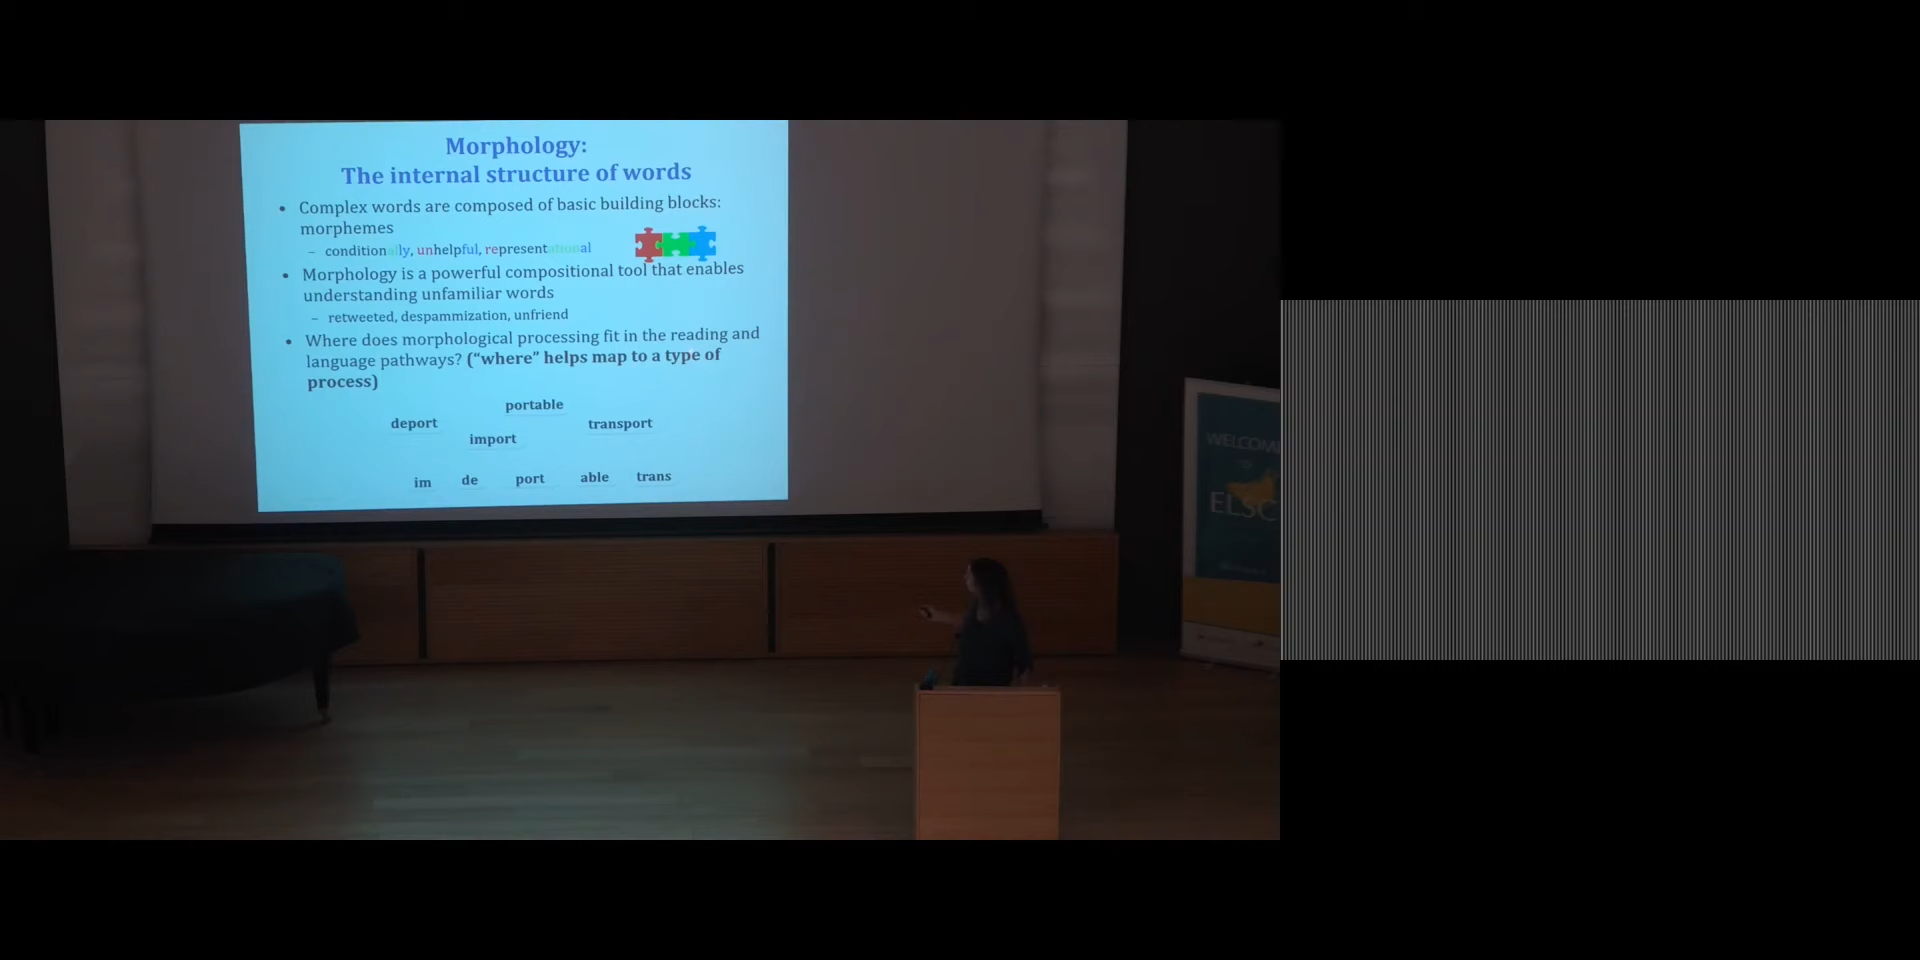 Morphology:
The internal structure of words
• Complex words are composed of basic building blocks:
morphemes
– conditionally, unhelpful, representational
• Morphology is a powerful compositional tool that enables
understanding unfamiliar words
– retweeted, despammization, unfriend
• Where does morphological processing fit in the reading and
language pathways? (“where” helps map to a type of
process)
portable
deport
transport
import
im de port able trans
WELCOME
ELSC